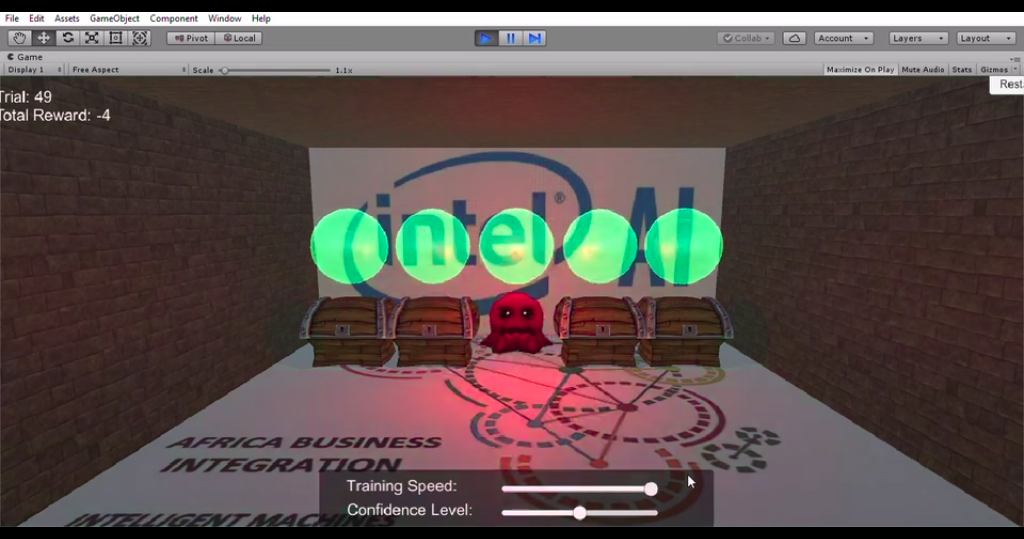 File Edit Assets GameObject Component Window Help
Pivot Local Collab Account Layers Layout
Game
Display 1 Free Aspect Scale 1.1x Maximize On Play Mute Audio Stats Gizmos
Trial: 49
Total Reward: -4
Rest
intel® AI
AFRICA BUSINESS
INTEGRATION
INTELLIGENT MACHINES
Training Speed:
Confidence Level: